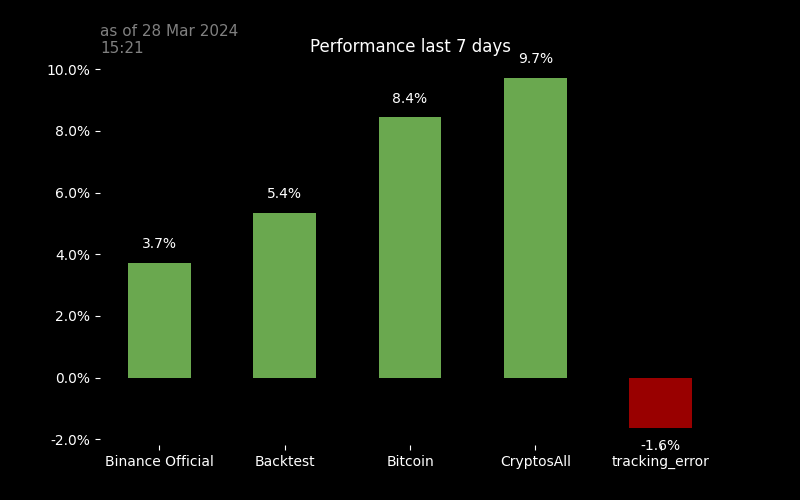 as of 28 Mar 2024
15:21
Performance last 7 days
10.0%
8.0%
6.0%
4.0%
2.0%
0.0%
-2.0%
3.7%
5.4%
8.4%
9.7%
-1.6%
Binance Official
Backtest
Bitcoin
CryptosAll
tracking_error